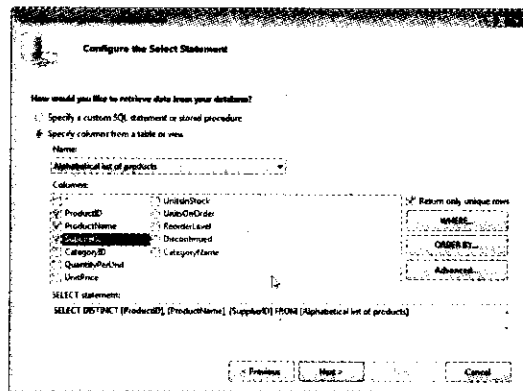 Configure the Select Statement
How would you like to retrieve data from your database?
Specify a custom SQL statement or stored procedure
Specify columns from a table or view
Name:
Alphabetical list of products
Columns:
*
UnitsInStock
Return only unique rows
ProductID
UnitsOnOrder
WHERE...
ProductName
ReorderLevel
SupplierID
Discontinued
ORDER BY...
CategoryID
CategoryName
QuantityPerUnit
Advanced...
UnitPrice
SELECT statement:
SELECT DISTINCT [ProductID], [ProductName], [SupplierID] FROM [Alphabetical list of products]
< Previous
Next >
Cancel